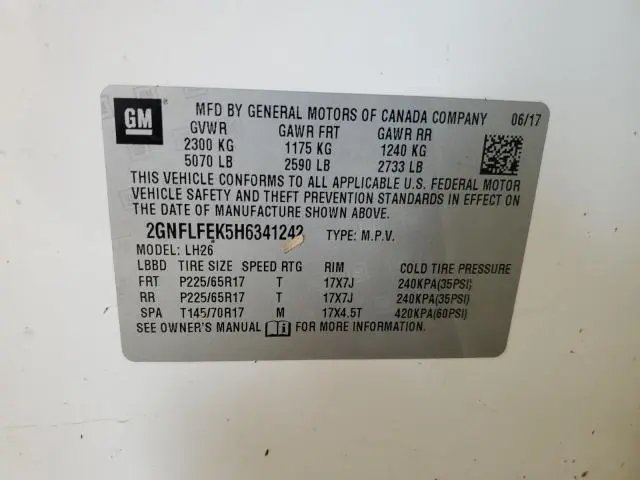 GM
MFD BY GENERAL MOTORS OF CANADA COMPANY 06/17
GVWR GAWR FRT GAWR RR
2300 KG 1175 KG 1240 KG
5070 LB 2590 LB 2733 LB
THIS VEHICLE CONFORMS TO ALL APPLICABLE U.S. FEDERAL MOTOR
VEHICLE SAFETY AND THEFT PREVENTION STANDARDS IN EFFECT ON
THE DATE OF MANUFACTURE SHOWN ABOVE.
2GNFLFEK5H6341242 TYPE: M.P.V.
MODEL: LH26
LBBD TIRE SIZE SPEED RTG RIM COLD TIRE PRESSURE
FRT P225/65R17 T 17X7J 240KPA(35PSI)
RR P225/65R17 T 17X7J 240KPA(35PSI)
SPA T145/70R17 M 17X4.5T 420KPA(60PSI)
SEE OWNER'S MANUAL FOR MORE INFORMATION.